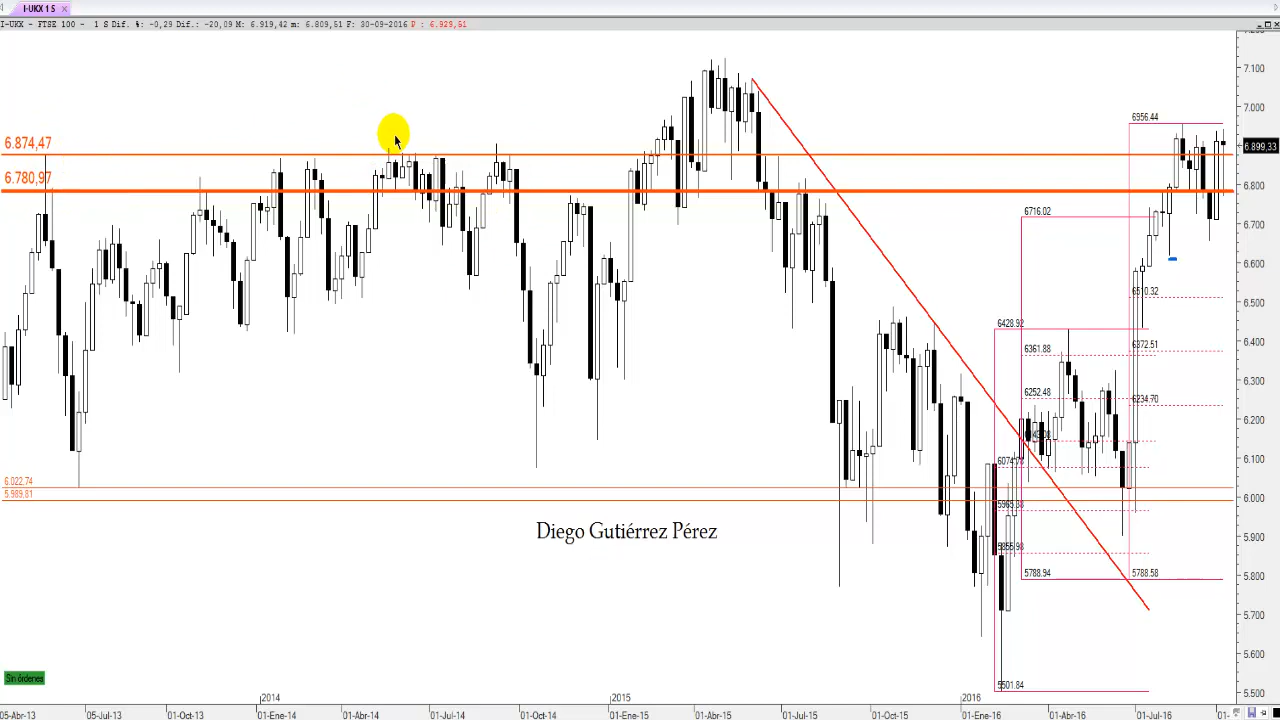 I-UKX 1 S
I-UKX - FTSE 100 - 1 S Dif. %: -0,29 Dif.: -20,09 M: 6.919,42 m: 6.809,51 F: 30-09-2016 P : 6.929,51
7.100
7.000
6.899,33
6.800
6.700
6.600
6.500
6.400
6.300
6.200
6.100
6.000
5.900
5.800
5.700
5.600
5.500
6.874,47
6.780,97
6.022,74
5.989,81
6956.44
6716.02
6510.32
6428.92
6372.51
6361.88
6252.48
6234.70
5788.94
5788.58
5501.84
Diego Gutiérrez Pérez
Sin órdenes
2014
2015
2016
05-Abr-13
05-Jul-13
01-Oct-13
01-Ene-14
01-Abr-14
01-Jul-14
01-Oct-14
01-Ene-15
01-Abr-15
01-Jul-15
01-Oct-15
01-Ene-16
01-Abr-16
01-Jul-16